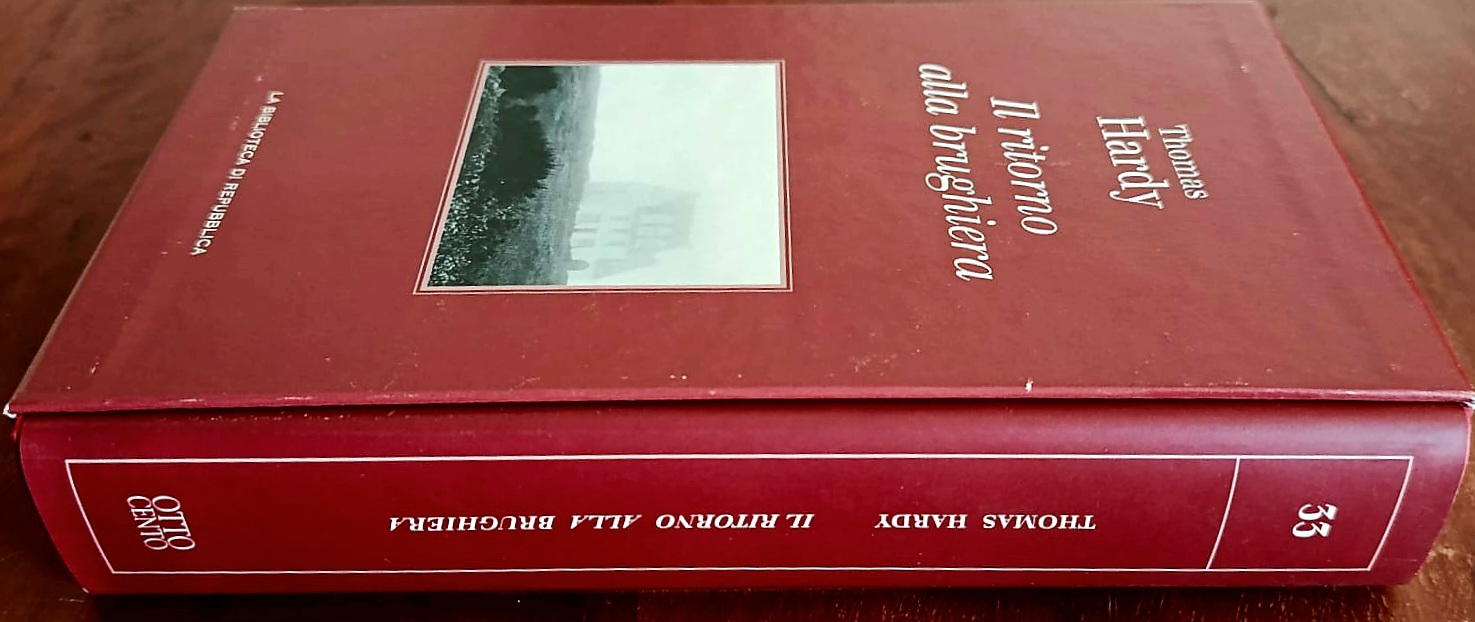 Thomas
Hardy
Il ritorno
alla brughiera
LA BIBLIOTECA DI REPUBBLICA
33
THOMAS HARDY IL RITORNO ALLA BRUGHIERA
OTTO
CENTO